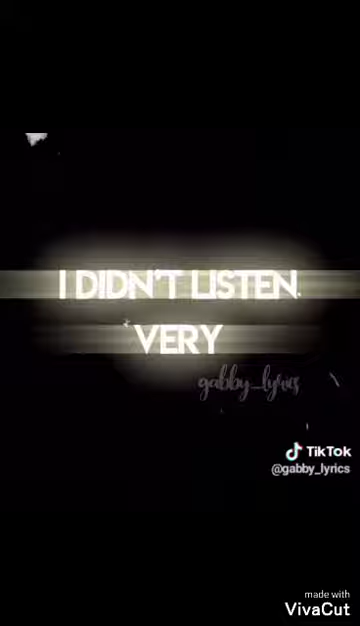 I DIDN'T LISTEN
VERY
gabby_lyrics
TikTok
@gabby_lyrics
made with
VivaCut